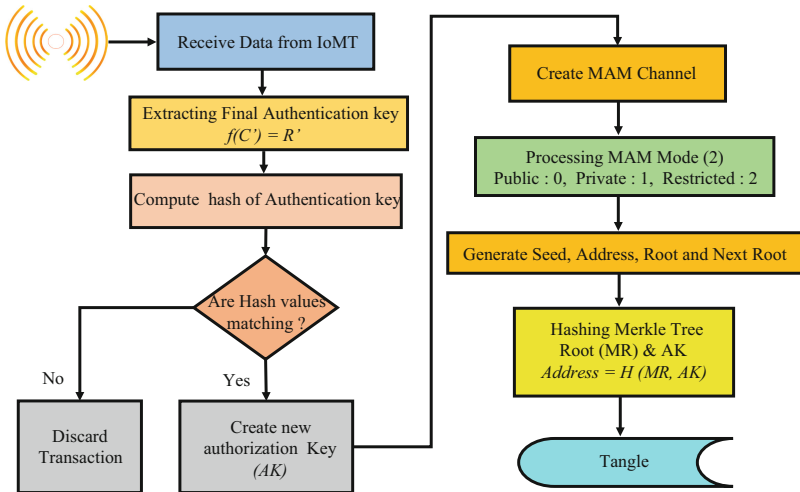 Receive Data from IoMT
Extracting Final Authentication key
f(C’) = R’
Compute hash of Authentication key
Are Hash values
matching ?
No
Yes
Discard
Transaction
Create new
authorization Key
(AK)
Create MAM Channel
Processing MAM Mode (2)
Public : 0, Private : 1, Restricted : 2
Generate Seed, Address, Root and Next Root
Hashing Merkle Tree
Root (MR) & AK
Address = H (MR, AK)
Tangle